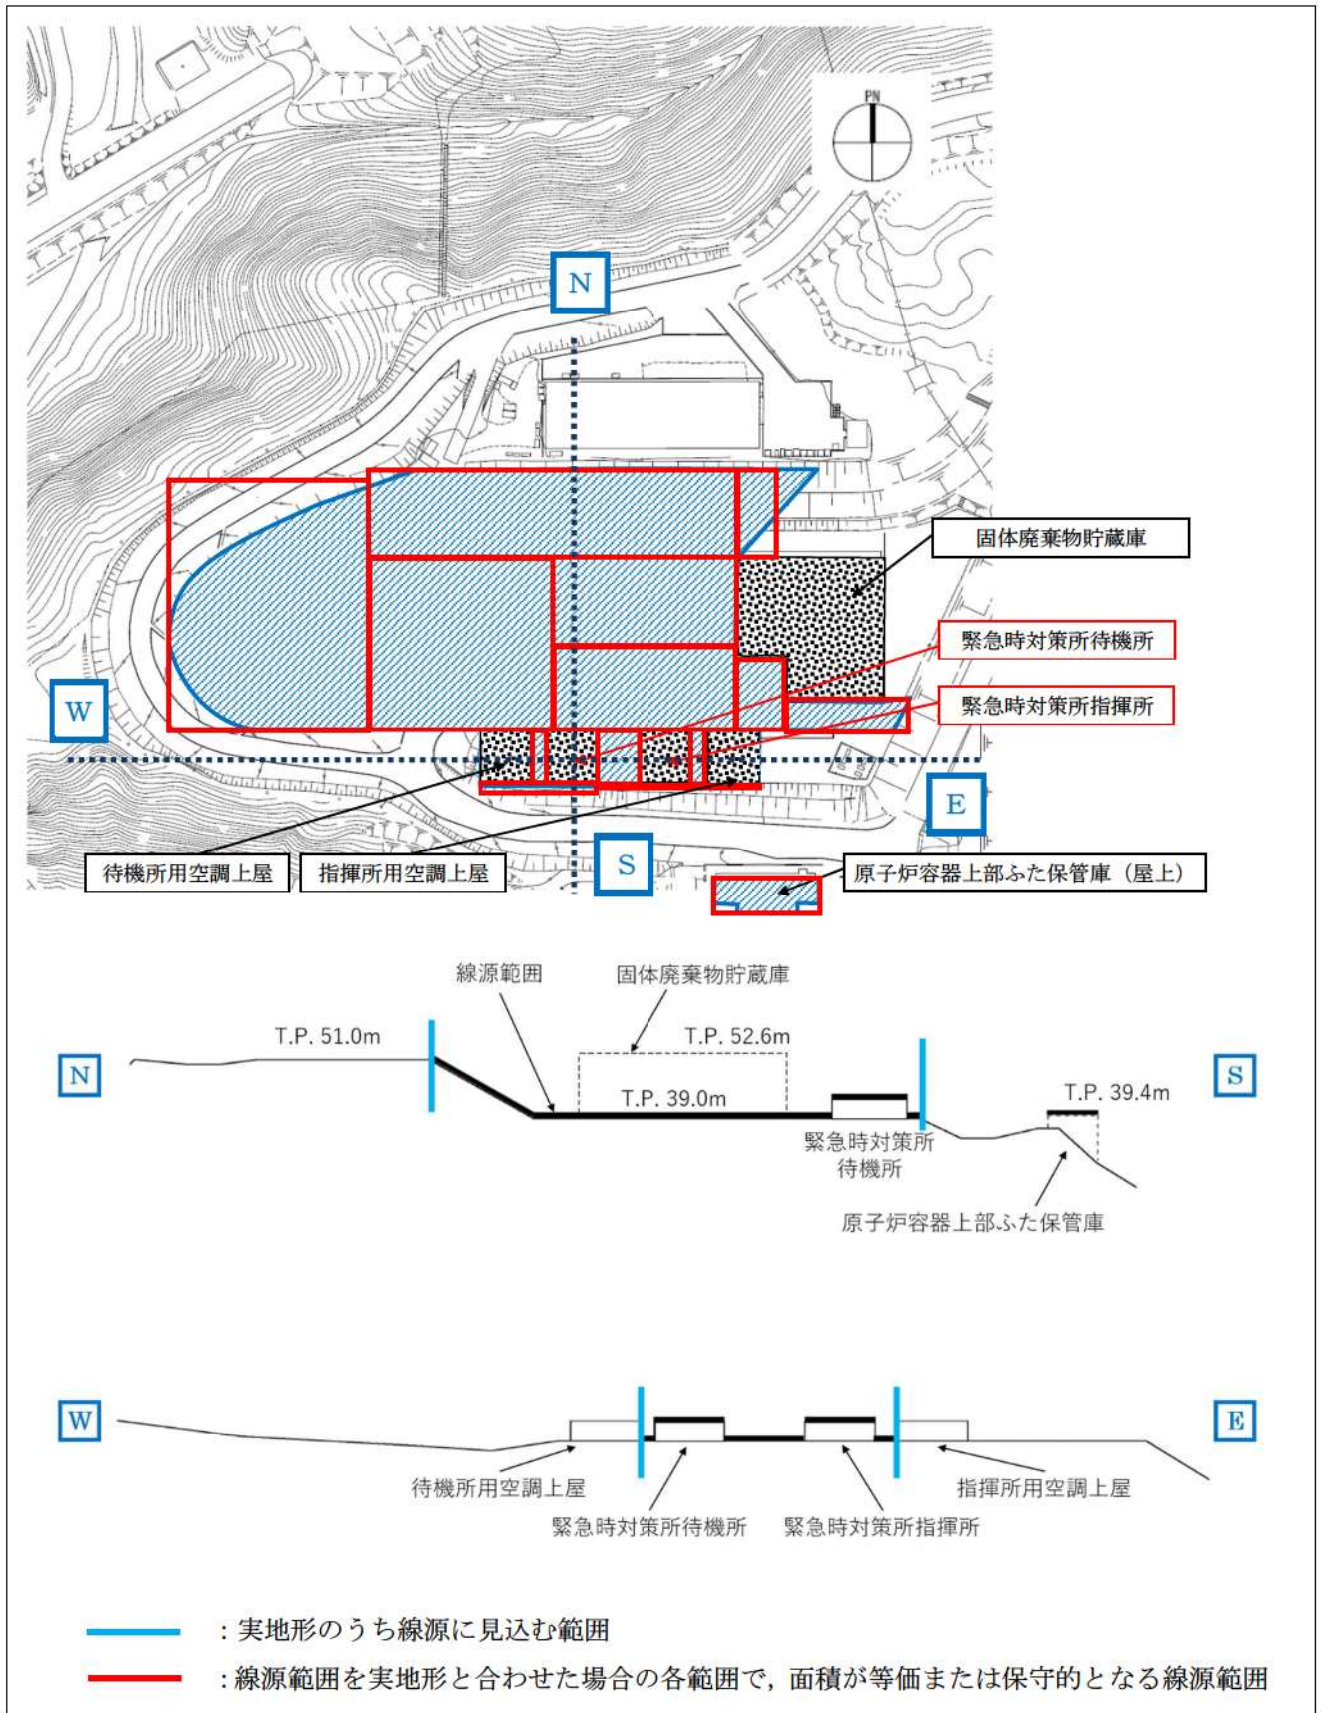 PN
N
固体廃棄物貯蔵庫
緊急時対策所待機所
W
緊急時対策所指揮所
E
S
待機所用空調上屋
指揮所用空調上屋
原子炉容器上部ふた保管庫（屋上）
線源範囲
固体廃棄物貯蔵庫
T.P. 51.0m
T.P. 52.6m
N
S
T.P. 39.0m
T.P. 39.4m
緊急時対策所
待機所
原子炉容器上部ふた保管庫
W
E
待機所用空調上屋
指揮所用空調上屋
緊急時対策所待機所
緊急時対策所指揮所
：実地形のうち線源に見込む範囲
：線源範囲を実地形と合わせた場合の各範囲で，面積が等価または保守的となる線源範囲